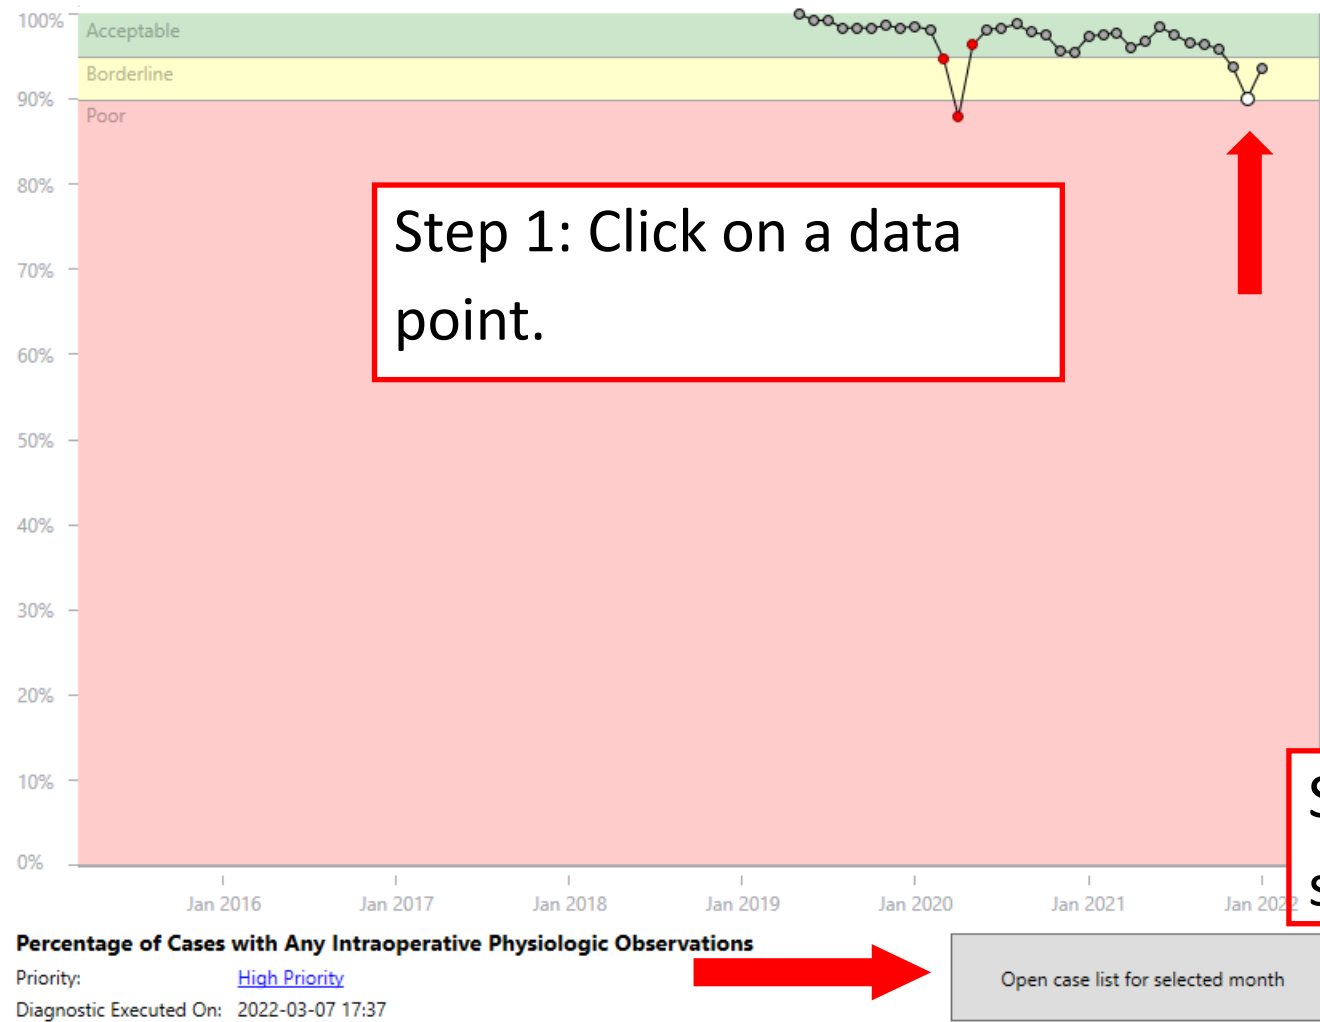 100%
Acceptable
Borderline
90%
Poor
80%
Step 1: Click on a data
point.
70%
60%
50%
40%
30%
20%
10%
0%
Jan 2016 Jan 2017 Jan 2018 Jan 2019 Jan 2020 Jan 2021 Jan 2022
Percentage of Cases with Any Intraoperative Physiologic Observations
Priority: High Priority
Open case list for selected month
Diagnostic Executed On: 2022-03-07 17:37